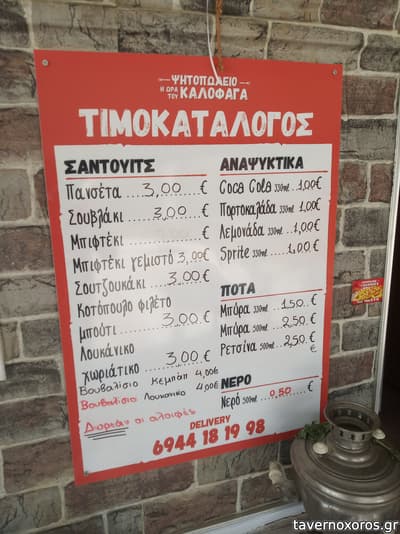 ΨΗΤΟΠΩΛΕΙΟ
Η ΩΡΑ ΤΟΥ ΚΑΛΟΦΑΓΑ
ΤΙΜΟΚΑΤΑΛΟΓΟΣ
ΣΑΝΤΟΥΙΤΣ
Πανσέτα 3,00 €
Σουβλάκι 3,00 €
Μπιφτέκι €
Μπιφτέκι γεμιστό 3,00€
Σουτζουκάκι 3,00 €
Κοτόπουλο φιλέτο
μπούτι 3,00 €
Λουκάνικο
χωριάτικο 3,00 €
Βουβαλίσιο Κεμπάπ 4,00€
Βουβαλίσιο Λουκανικο 4,00€
Δωρεάν οι αλοιφές
ΑΝΑΨΥΚΤΙΚΑ
Coca Cola 330ml 1,00€
Πορτοκαλάδα 330ml 1,00€
Λεμονάδα 330ml 1,00€
Sprite 330ml 1,00€
ΠΟΤΑ
Μπύρα 330ml 1,50 €
Μπύρα 500ml 2,50 €
Ρετσίνα 500ml 2,50 €
€
ΝΕΡΟ
Νερό 500ml 0,50 €
DELIVERY
6944 18 19 98
tavernoxoros.gr